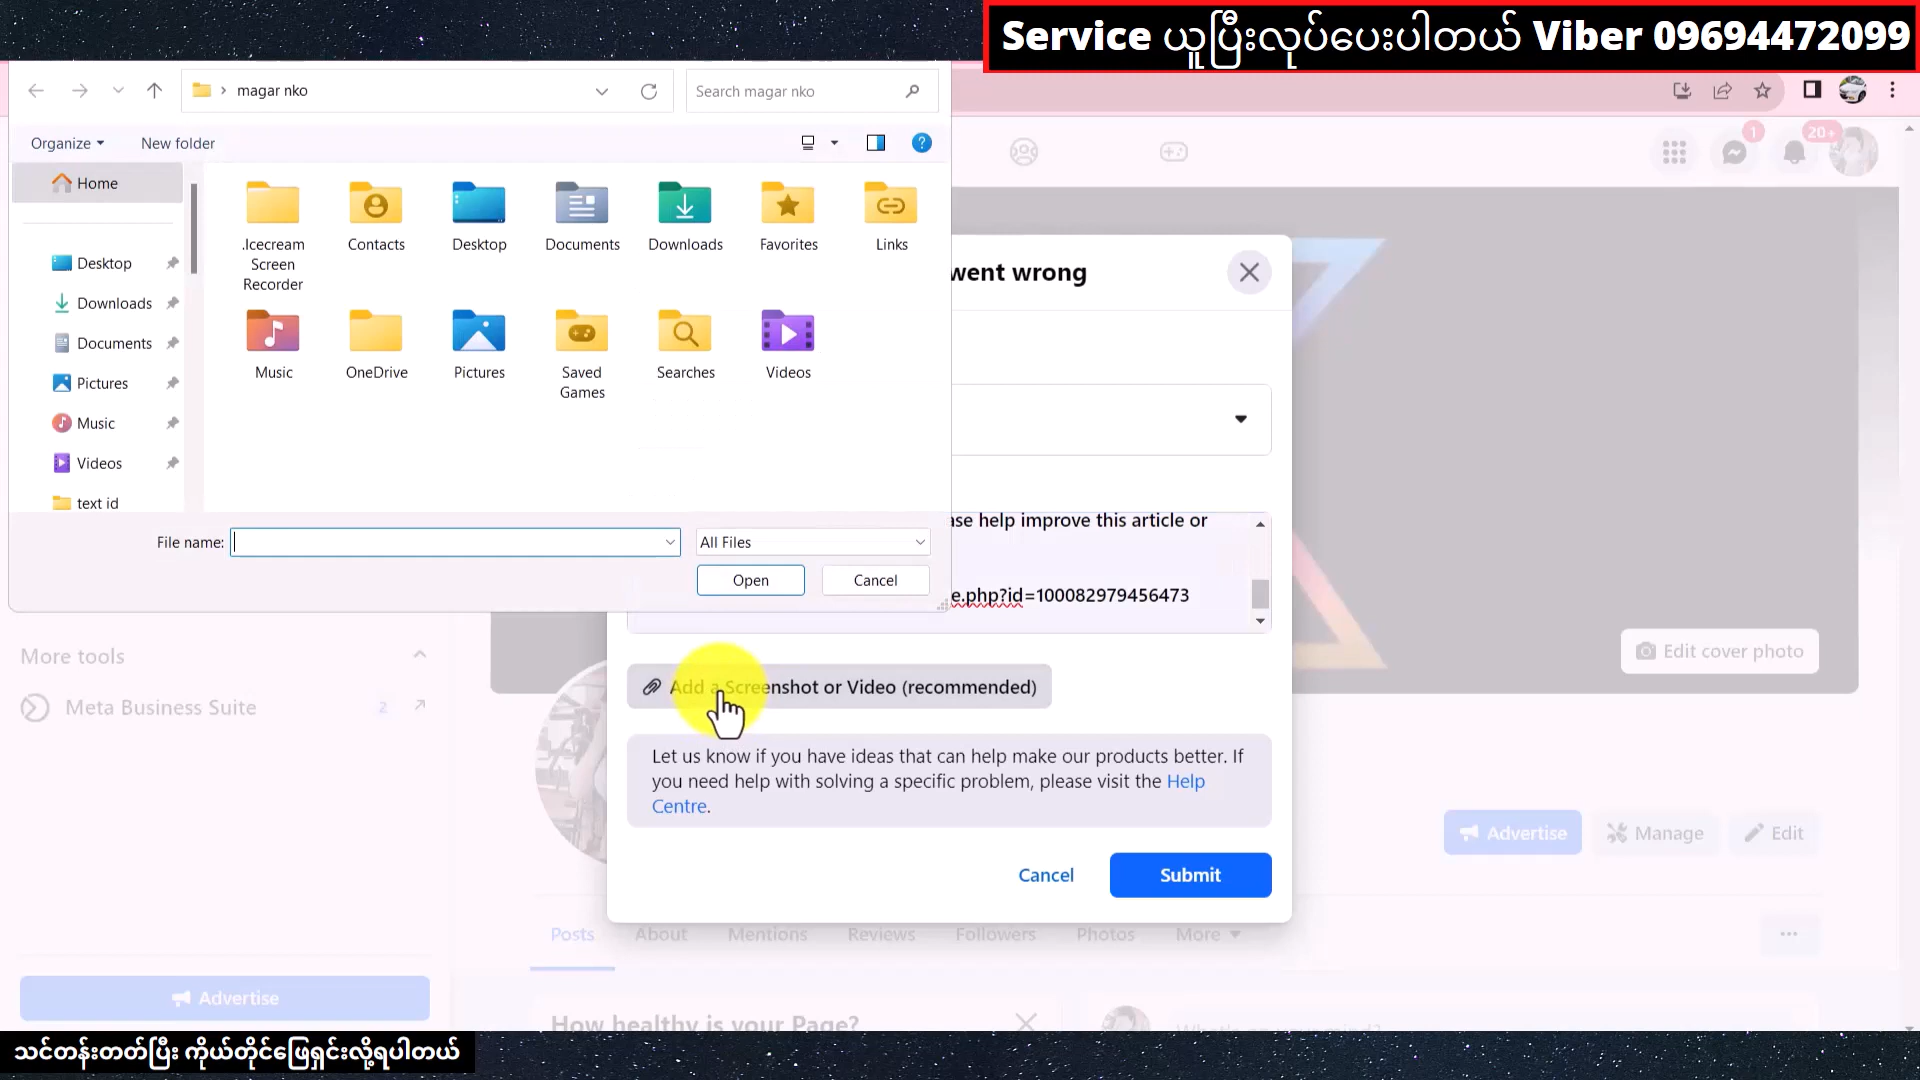 Service ယူပြီးလုပ်ပေးပါတယ် Viber 09694472099
magar nko
Search magar nko
Organize
New folder
1
20+
Home
Desktop
Downloads
Documents
Pictures
Music
Videos
text id
.Icecream
Screen
Recorder
Contacts
Desktop
Documents
Downloads
Favorites
Links
Music
OneDrive
Pictures
Saved
Games
Searches
Videos
File name:
All Files
Open
Cancel
went wrong
ase help improve this article or
e.php?id=100082979456473
Add a Screenshot or Video (recommended)
Let us know if you have ideas that can help make our products better. If
you need help with solving a specific problem, please visit the Help
Centre.
Cancel
Submit
More tools
Meta Business Suite
2
Edit cover photo
Advertise
Manage
Edit
Posts
About
Mentions
Reviews
Followers
Photos
More
Advertise
How healthy is your Page?
What's on your mind?
သင်တန်းတတ်ပြီး ကိုယ်တိုင်ဖြေရှင်းလို့ရပါတယ်